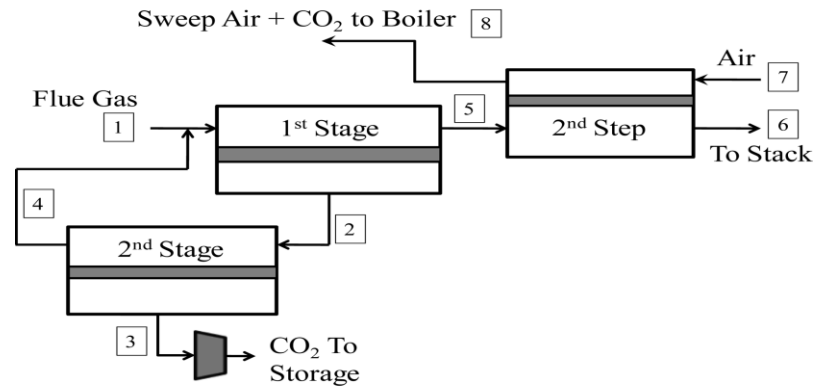 Sweep Air + CO₂ to Boiler 8
Air
7
Flue Gas
1
1st Stage
5
2nd Step
6
To Stack
4
2
2nd Stage
3
CO₂ To
Storage